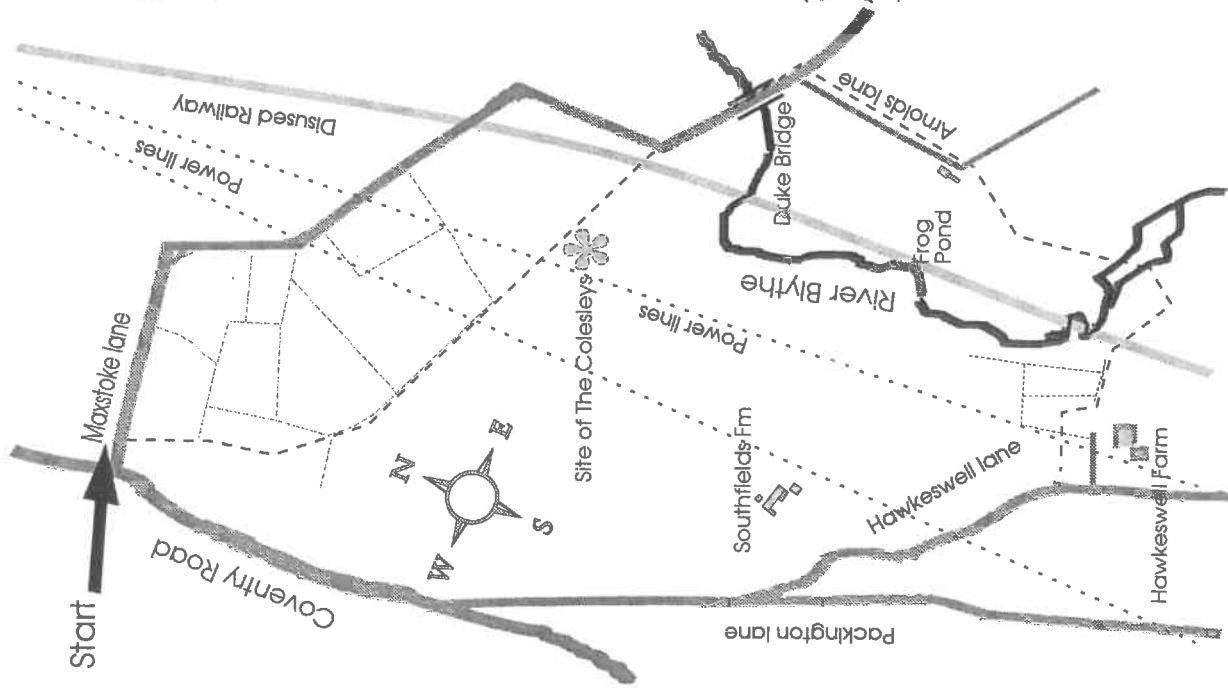 Start
Maxstoke lane
Coventry Road
Disused Railway
Power lines
N
E
S
W
Site of The Colesleys
Duke Bridge
Arnolds lane
Frog
Pond
River Blythe
Power lines
Southfields Fm
Hawkeswell lane
Packington lane
Hawkeswell Farm